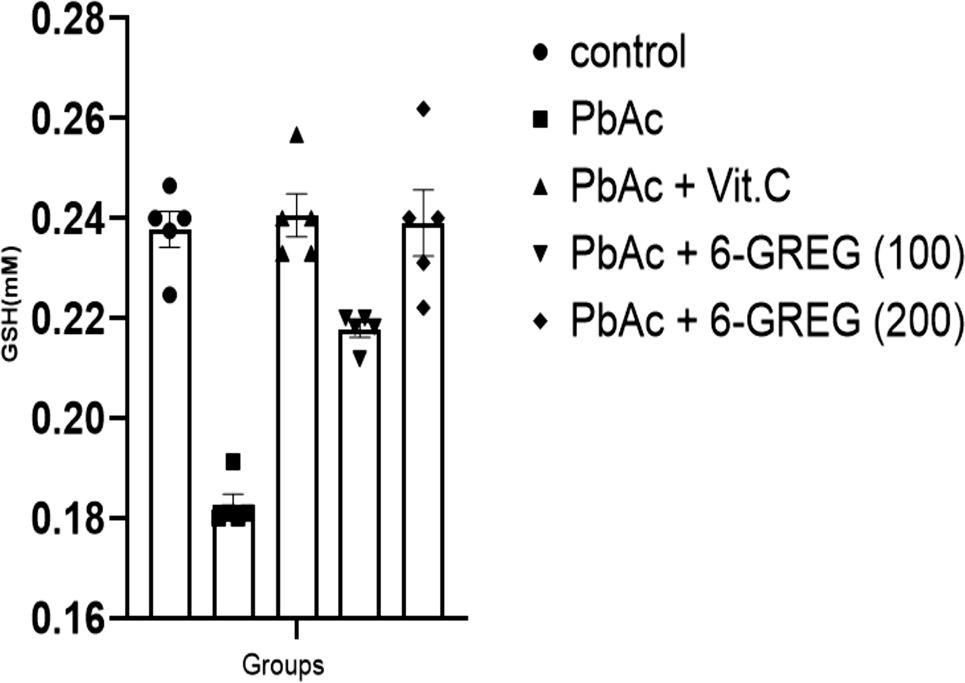 0.28
0.26
0.24
0.22
0.20
0.18
0.16
GSH(mM)
Groups
control
PbAc
PbAc + Vit.C
PbAc + 6-GREG (100)
PbAc + 6-GREG (200)